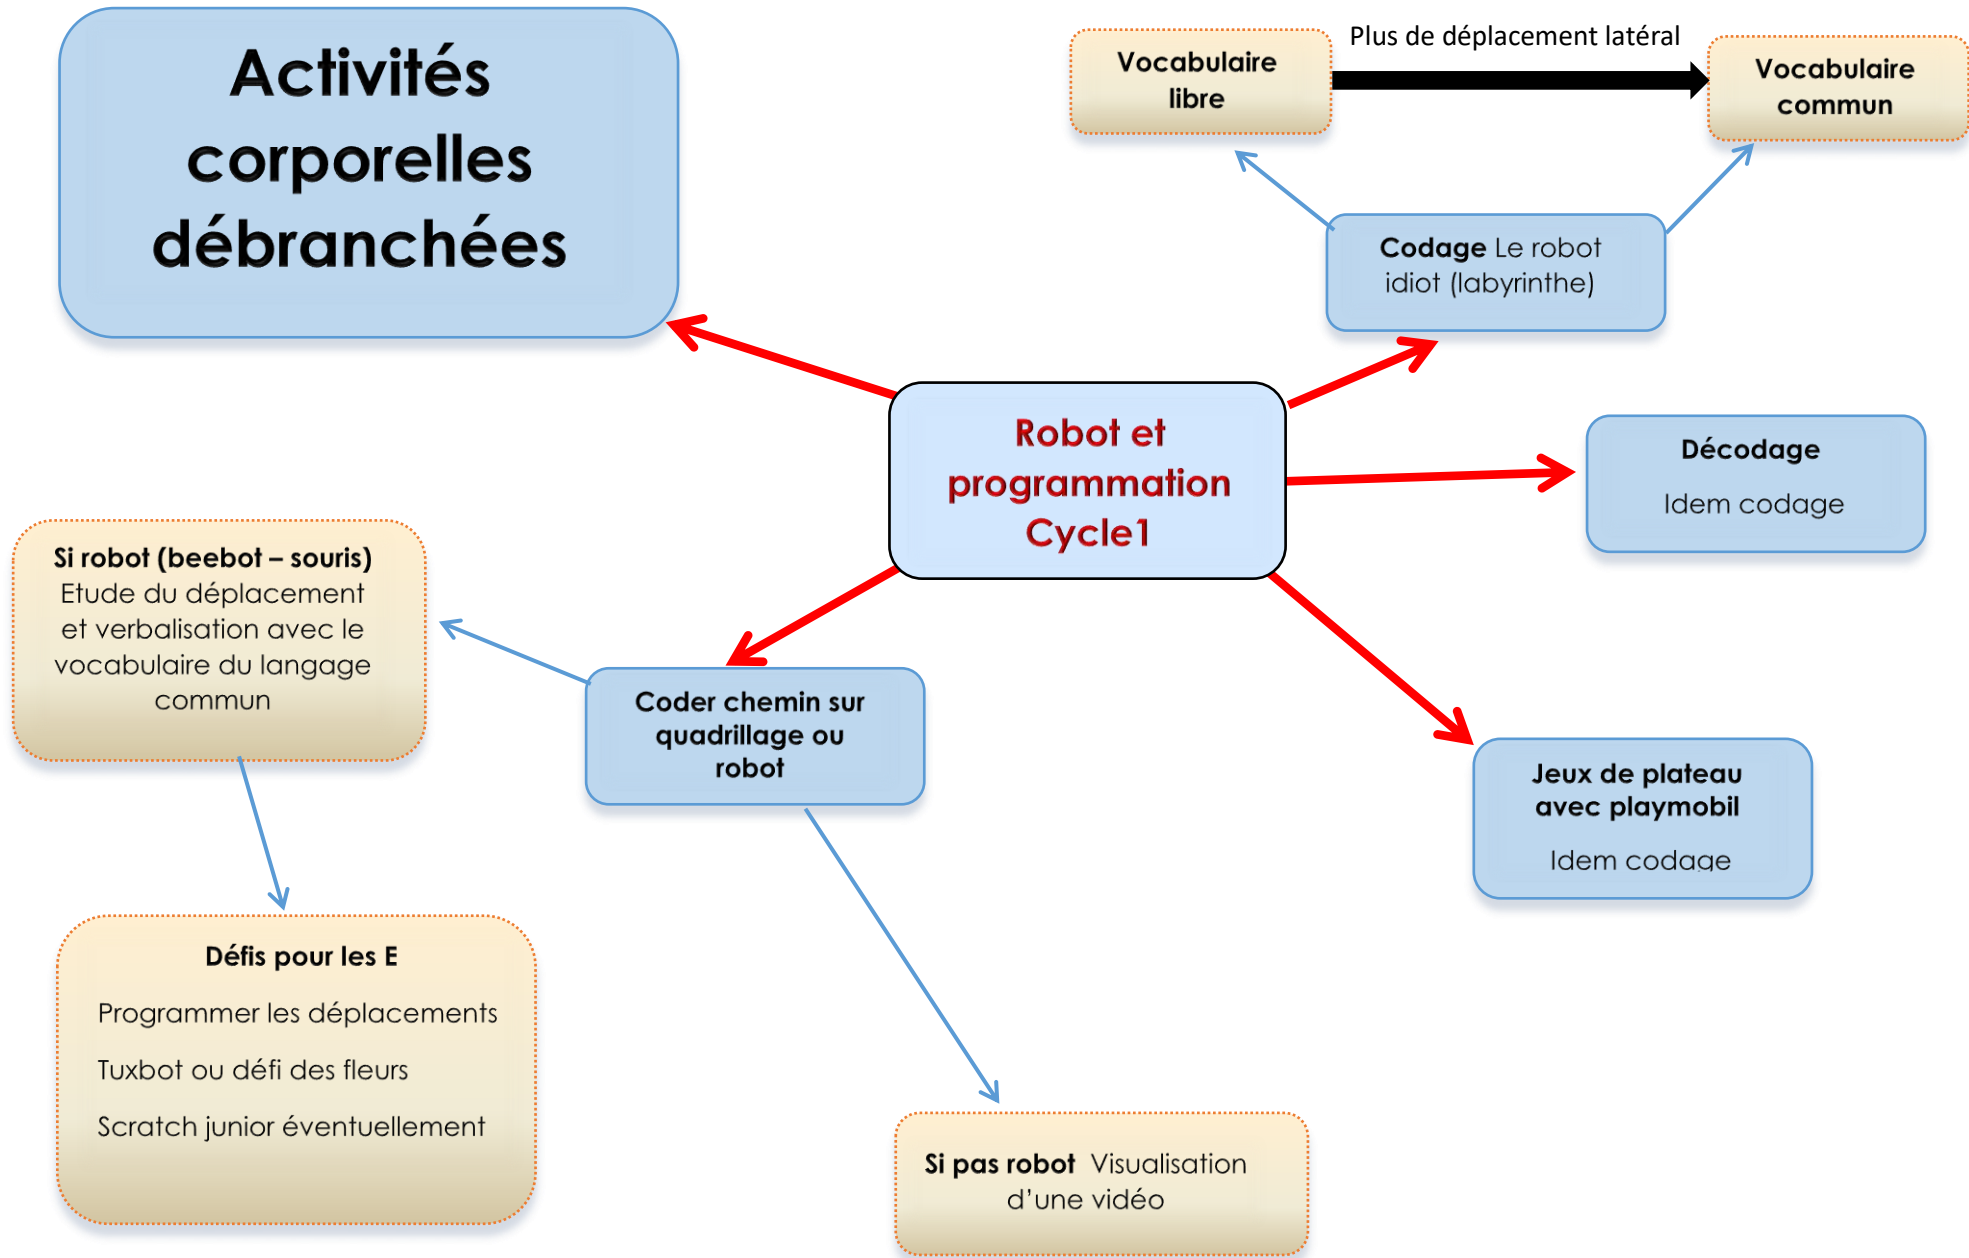 Activités
corporelles
débranchées
Vocabulaire
libre
Plus de déplacement latéral
Vocabulaire
commun
Codage Le robot
idiot (labyrinthe)
Robot et
programmation
Cycle1
Décodage
Idem codage
Si robot (beebot – souris)
Etude du déplacement
et verbalisation avec le
vocabulaire du langage
commun
Coder chemin sur
quadrillage ou
robot
Jeux de plateau
avec playmobil
Idem codage
Défis pour les E
Programmer les déplacements
Tuxbot ou défi des fleurs
Scratch junior éventuellement
Si pas robot Visualisation
d’une vidéo